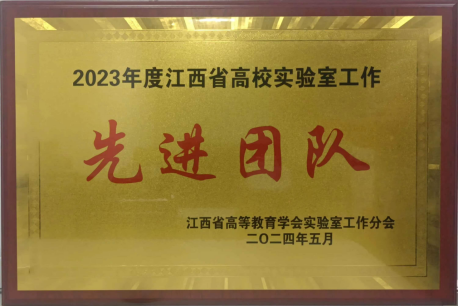 2023年度江西省高校实验室工作
先进团队
江西省高等教育学会实验室工作分会
二〇二四年五月